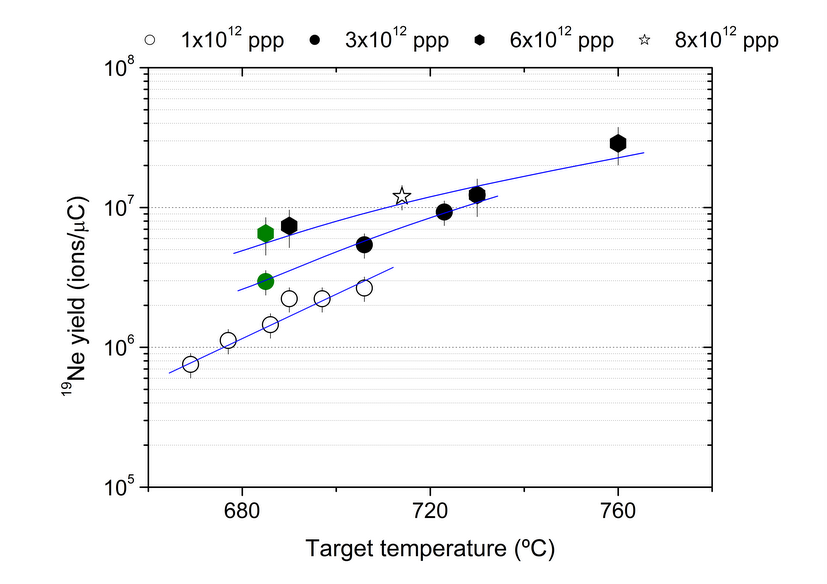 1x10¹² ppp 3x10¹² ppp 6x10¹² ppp 8x10¹² ppp
10⁸
10⁷
10⁶
10⁵
¹⁹Ne yield (ions/μC)
680 720 760
Target temperature (ºC)